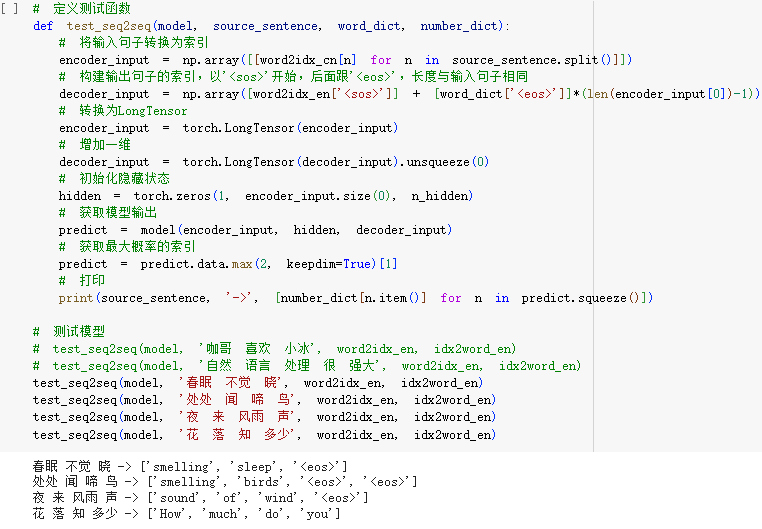 [ ] # 定义测试函数
def test_seq2seq(model, source_sentence, word_dict, number_dict):
# 将输入句子转换为索引
encoder_input = np.array([[word2idx_cn[n] for n in source_sentence.split()]])
# 构建输出句子的索引，以'<sos>'开始，后面跟'<eos>'，长度与输入句子相同
decoder_input = np.array([word2idx_en['<sos>']] + [word_dict['<eos>']]*(len(encoder_input[0])-1))
# 转换为LongTensor
encoder_input = torch.LongTensor(encoder_input)
# 增加一维
decoder_input = torch.LongTensor(decoder_input).unsqueeze(0)
# 初始化隐藏状态
hidden = torch.zeros(1, encoder_input.size(0), n_hidden)
# 获取模型输出
predict = model(encoder_input, hidden, decoder_input)
# 获取最大概率的索引
predict = predict.data.max(2, keepdim=True)[1]
# 打印
print(source_sentence, '->', [number_dict[n.item()] for n in predict.squeeze()])
# 测试模型
# test_seq2seq(model, '咖哥 喜欢 小冰', word2idx_en, idx2word_en)
# test_seq2seq(model, '自然 语言 处理 很 强大', word2idx_en, idx2word_en)
test_seq2seq(model, '春眠 不觉 晓', word2idx_en, idx2word_en)
test_seq2seq(model, '处处 闻 啼 鸟', word2idx_en, idx2word_en)
test_seq2seq(model, '夜 来 风雨 声', word2idx_en, idx2word_en)
test_seq2seq(model, '花 落 知 多少', word2idx_en, idx2word_en)
春眠 不觉 晓 -> ['smelling', 'sleep', '<eos>']
处处 闻 啼 鸟 -> ['smelling', 'birds', '<eos>', '<eos>']
夜 来 风雨 声 -> ['sound', 'of', 'wind', '<eos>']
花 落 知 多少 -> ['How', 'much', 'do', 'you']